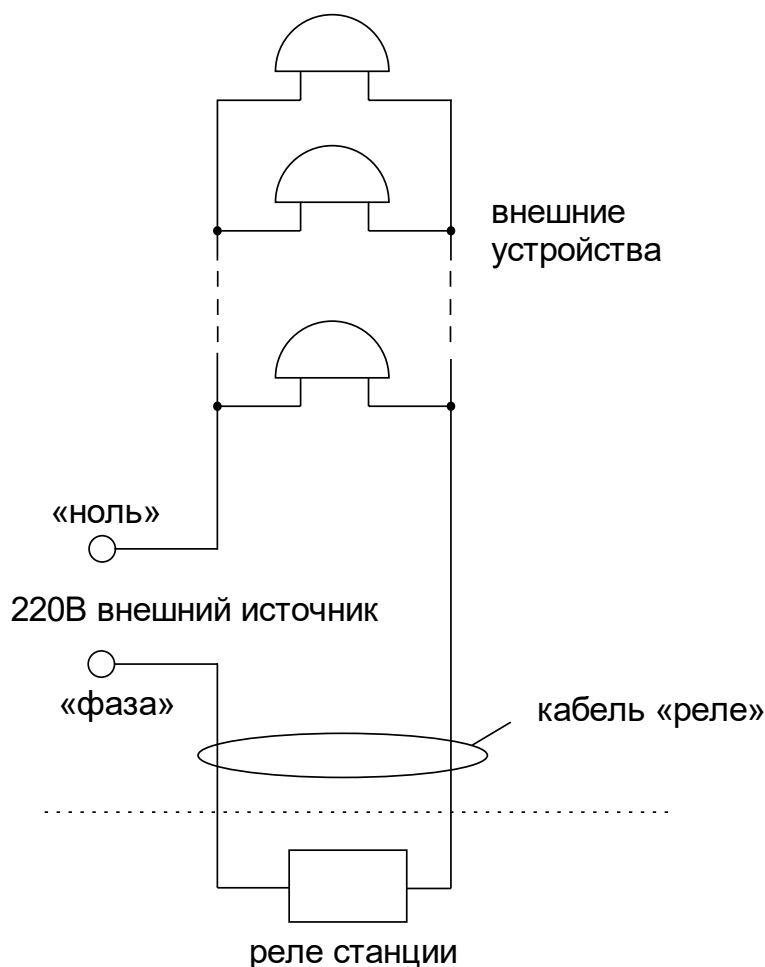 внешние
устройства
«ноль»
220В внешний источник
«фаза»
кабель «реле»
реле станции